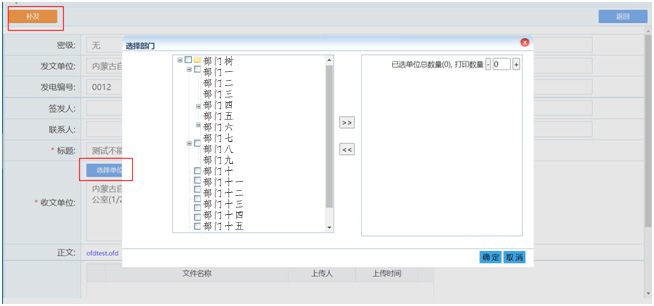 补发
返回
密级: 无
发文单位: 内蒙古自
发电编号: 0012
签发人:
联系人:
* 标题: 测试不能
选择单位
* 收文单位: 内蒙古自
公室(1/2
正文: ofdtest.ofd
文件名称 上传人 上传时间
选择部门
部门树
部门一
部门二
部门三
部门四
部门五
部门六
部门七
部门八
部门九
部门十
部门十一
部门十二
部门十三
部门十四
部门十五
>>
<<
已选单位总数量(0), 打印数量 - 0 +
确定 取消